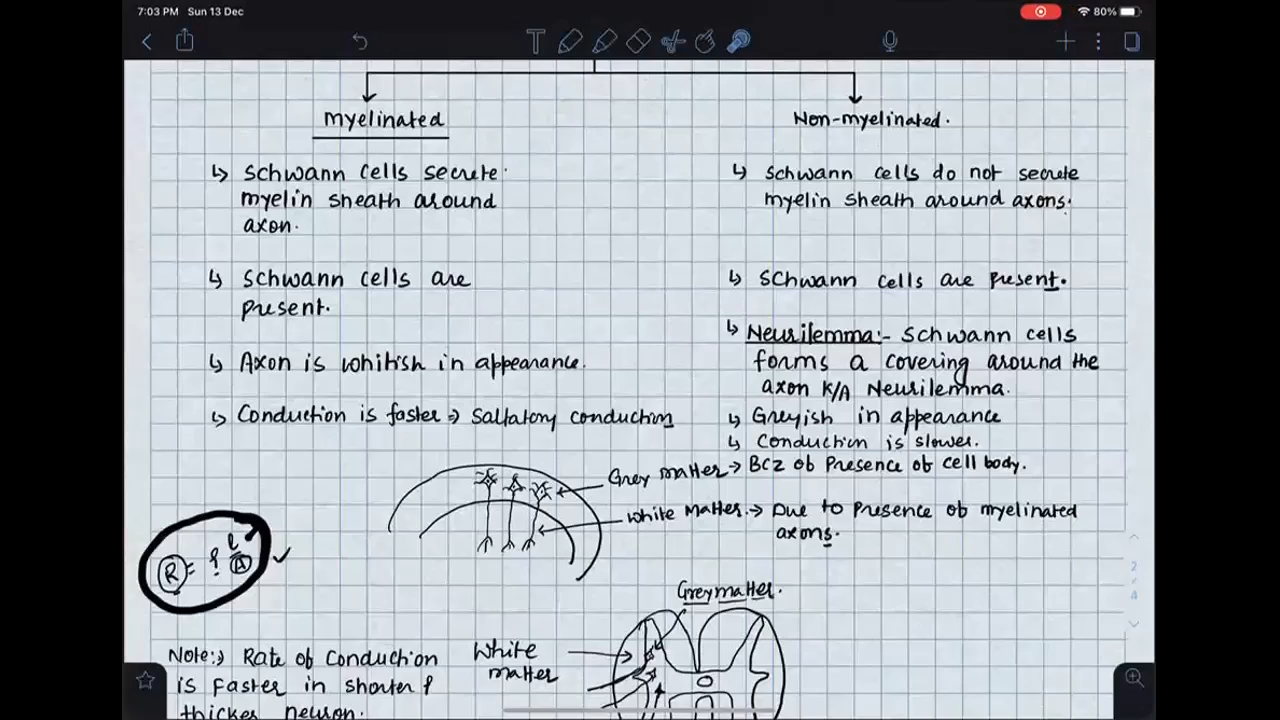 7:03 PM Sun 13 Dec
80%
T
Myelinated
Non-myelinated.
↳ Schwann cells secrete
myelin sheath around
axon.
↳ Schwann cells do not secrete
myelin sheath around axons.
↳ Schwann cells are
present.
↳ Schwann cells are present.
↳ Neurilemma:- Schwann cells
forms a covering around the
axon K/A Neurilemma.
↳ Axon is whitish in appearance.
↳ Conduction is faster ⇒ Saltatory conduction
↳ Greyish in appearance
↳ Conduction is slower.
Grey matter → Bcz of Presence of cell body.
White matter → Due to presence of myelinated
axons.
R = ρ l/A ✓
Grey matter.
White
matter
Note:⇒ Rate of Conduction
is faster in shorter &
thicker neuron.
2
/
4